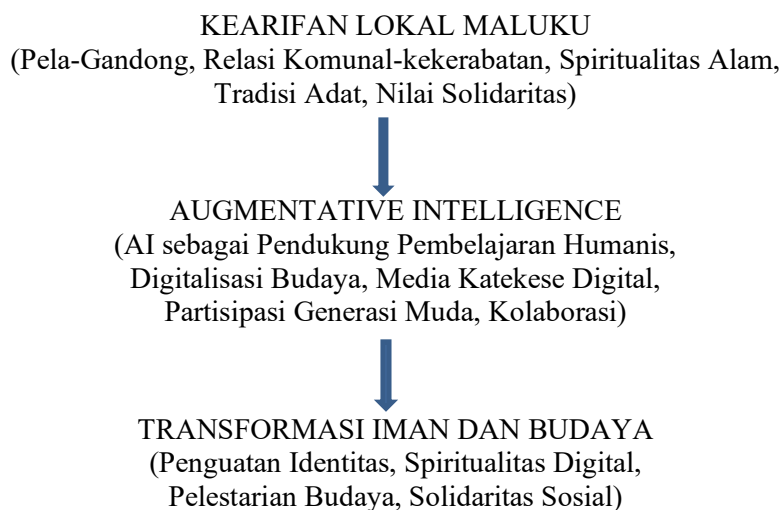 KEARIFAN LOKAL MALUKU
(Pela-Gandong, Relasi Komunal-kekerabatan, Spiritualitas Alam,
Tradisi Adat, Nilai Solidaritas)
AUGMENTATIVE INTELLIGENCE
(AI sebagai Pendukung Pembelajaran Humanis,
Digitalisasi Budaya, Media Katekese Digital,
Partisipasi Generasi Muda, Kolaborasi)
TRANSFORMASI IMAN DAN BUDAYA
(Penguatan Identitas, Spiritualitas Digital,
Pelestarian Budaya, Solidaritas Sosial)